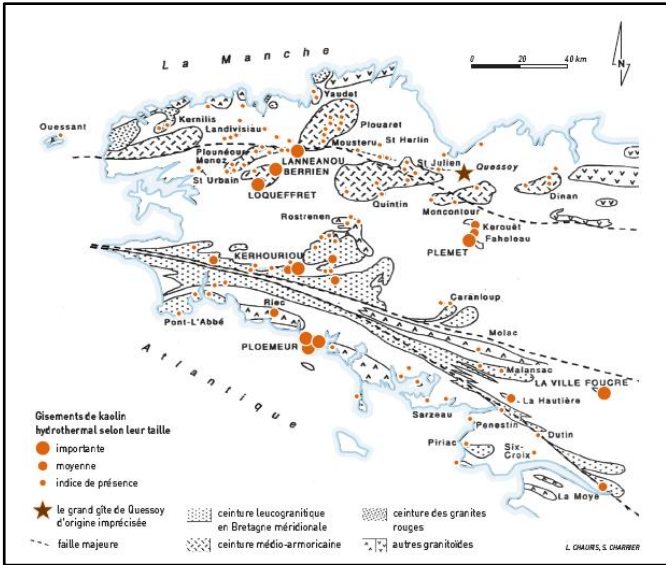 La Manche
0 20 40 km
N
Ouessant
Kernilis
Landivisiau
Yaudet
Plouaret
Mousteru
St Harlin
Plounéour
Menez
LANNEANOU
BERRIEN
St Julien
Quessoy
St Urbain
LOQUEFFRET
Quintin
Moncontour
Dinan
Rostrenen
Kerouët
Faheleau
PLEMET
KERHOURIOU
Caranloup
Riec
Pont-L'Abbé
Molac
PLOEMEUR
Malansac
LA VILLE FOUGRE
La Hautière
Atlantique
Sarzeau
Penestin
Dutin
Piriac
Six-
Croix
La Moye
Gisements de kaolin
hydrothermal selon leur taille
importante
moyenne
indice de présence
le grand gîte de Quessoy
d'origine imprécisée
faille majeure
ceinture leucogranitique
en Bretagne méridionale
ceinture médio-armoricaine
ceinture des granites
rouges
autres granitoïdes
L. CHAURIS, S. CHARRIER